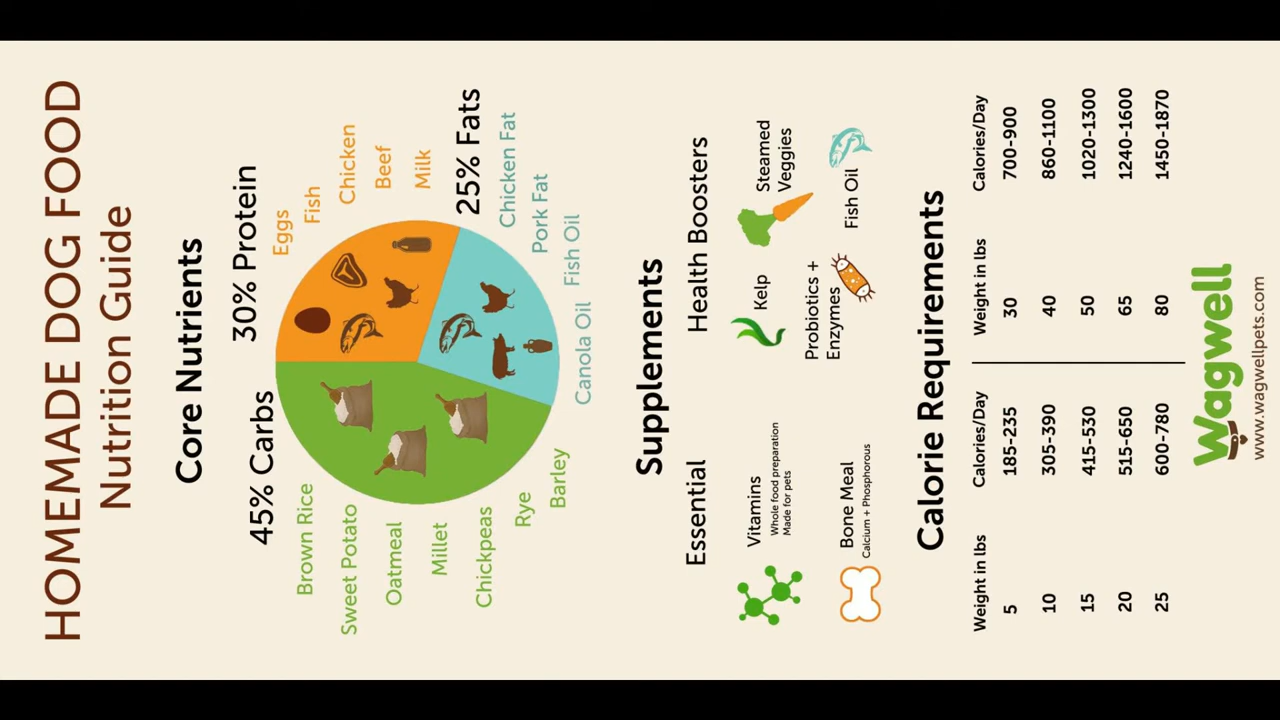 HOMEMADE DOG FOOD
Nutrition Guide
Core Nutrients
45% Carbs
Brown Rice
Sweet Potato
Oatmeal
Millet
Chickpeas
Rye
Barley
30% Protein
Eggs
Fish
Chicken
Beef
Milk
25% Fats
Chicken Fat
Pork Fat
Fish Oil
Canola Oil
Supplements
Essential
Vitamins
Whole food preparation
Made for pets
Bone Meal
Calcium + Phosphorous
Health Boosters
Kelp
Steamed
Veggies
Probiotics +
Enzymes
Fish Oil
Calorie Requirements
Weight in lbs Calories/Day Weight in lbs Calories/Day
5 185-235 30 700-900
10 305-390 40 860-1100
15 415-530 50 1020-1300
20 515-650 65 1240-1600
25 600-780 80 1450-1870
Wagwell
www.wagwellpets.com